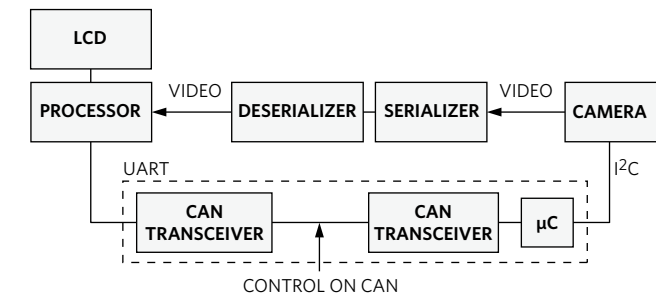 LCD
PROCESSOR
VIDEO
DESERIALIZER
SERIALIZER
VIDEO
CAMERA
UART
I²C
CAN
TRANSCEIVER
CAN
TRANSCEIVER
µC
CONTROL ON CAN